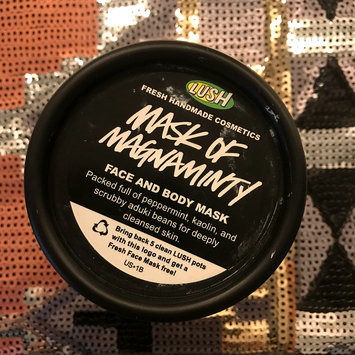 LUSH
FRESH HANDMADE COSMETICS
MASK OF
MAGNAMINTY
FACE AND BODY MASK
Packed full of peppermint, kaolin, and
scrubby aduki beans for deeply
cleansed skin.
Bring back 5 clean LUSH pots
with this logo and get a
Fresh Face Mask free!
US+1B